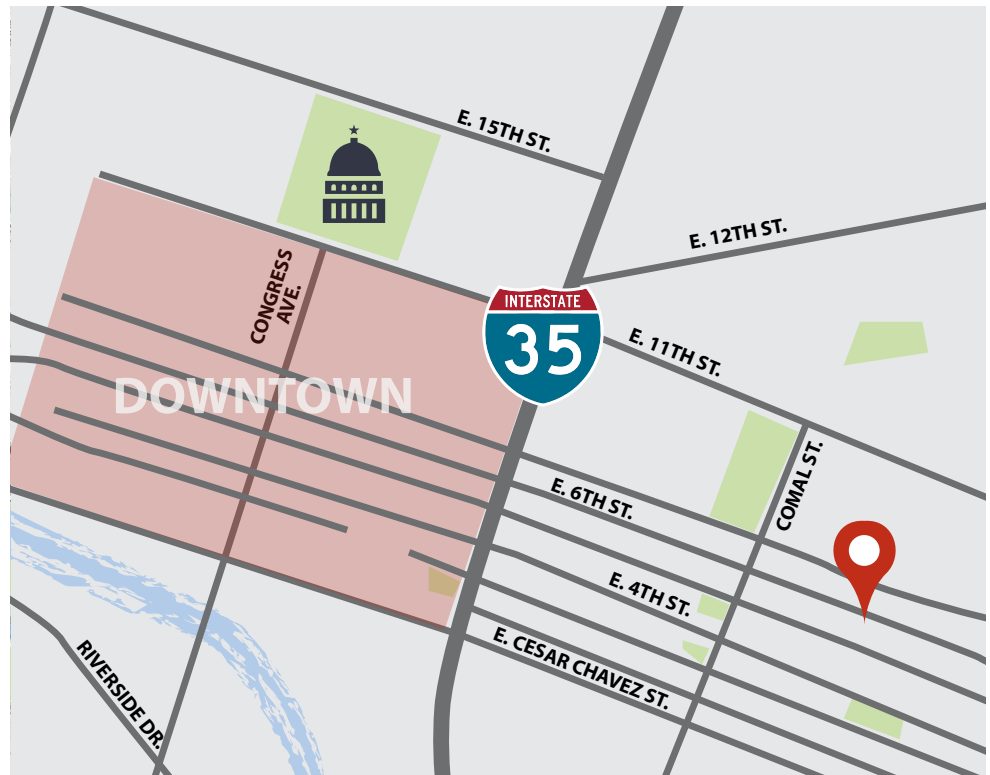 E. 15TH ST.
E. 12TH ST.
CONGRESS
AVE.
INTERSTATE
35
E. 11TH ST.
DOWNTOWN
COMAL ST.
E. 6TH ST.
E. 4TH ST.
E. CESAR CHAVEZ ST.
RIVERSIDE DR.